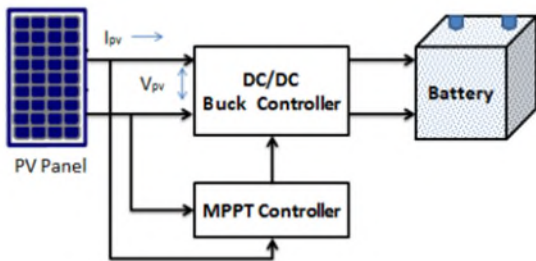 Ipv
Vpv
DC/DC
Buck Controller
Battery
PV Panel
MPPT Controller